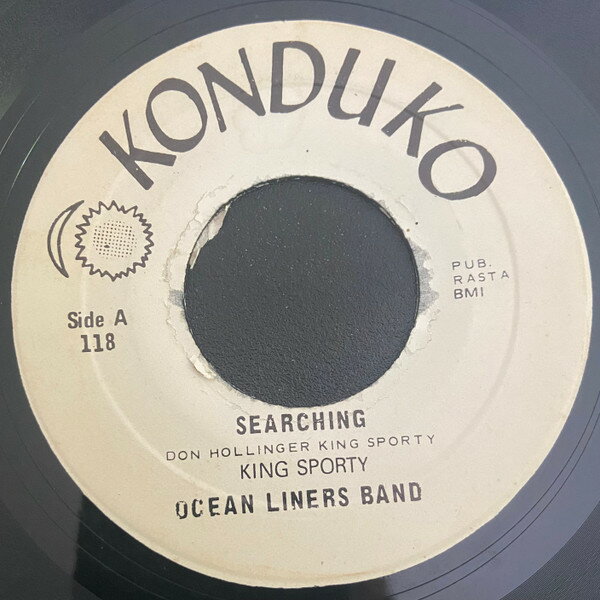 KONDUKO
Side A
118
PUB.
RASTA
BMI
SEARCHING
DON HOLLINGER KING SPORTY
KING SPORTY
OCEAN LINERS BAND